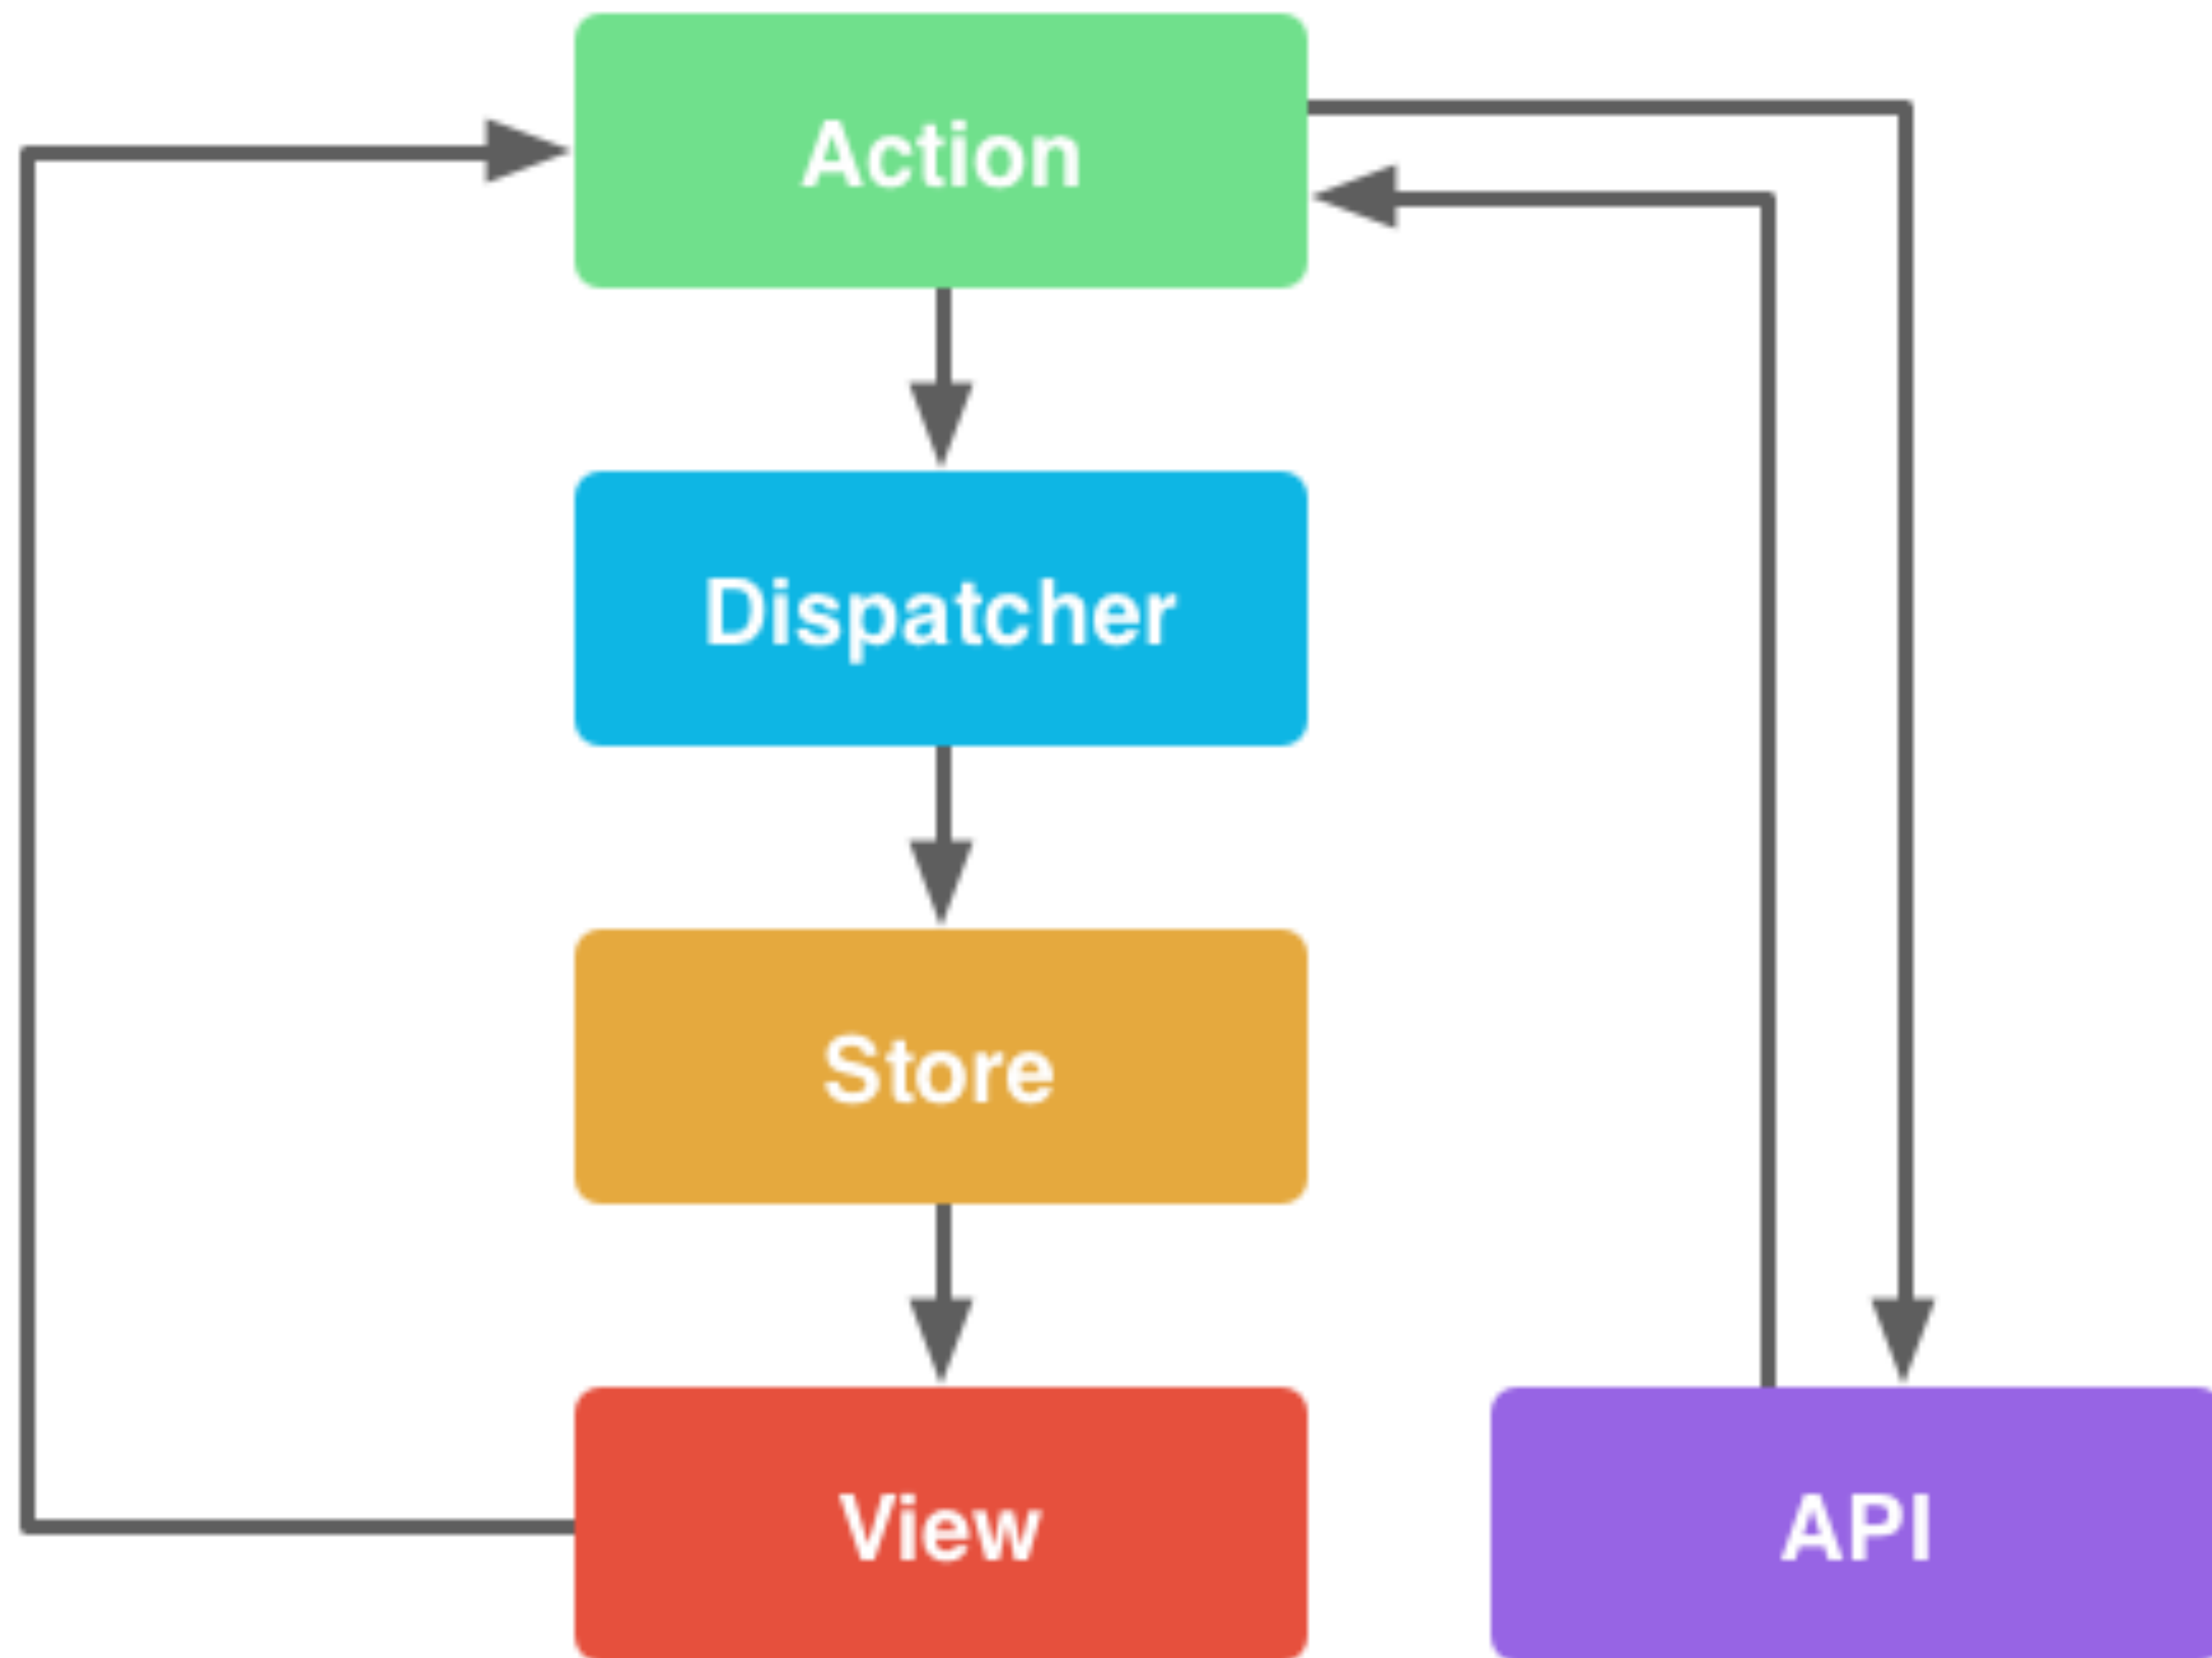 Action
Dispatcher
Store
View
API